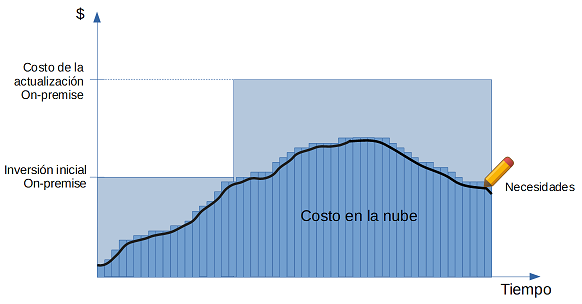 $
Costo de la
actualización
On-premise
Inversión inicial
On-premise
Necesidades
Costo en la nube
Tiempo